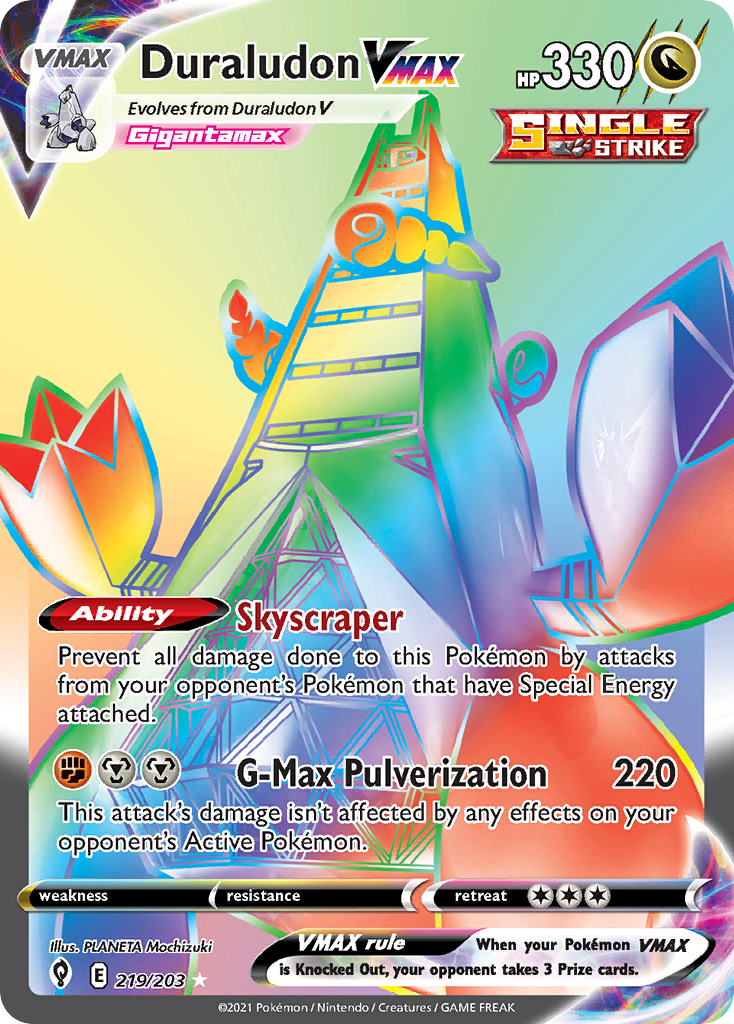 VMAX
Duraludon VMAX
HP 330
Evolves from Duraludon V
Gigantamax
SINGLE
STRIKE
Ability Skyscraper
Prevent all damage done to this Pokémon by attacks
from your opponent's Pokémon that have Special Energy
attached.
G-Max Pulverization 220
This attack's damage isn't affected by any effects on your
opponent's Active Pokémon.
weakness resistance retreat
Illus. PLANETA Mochizuki
VMAX rule When your Pokémon VMAX
is Knocked Out, your opponent takes 3 Prize cards.
E 219/203
©2021 Pokémon / Nintendo / Creatures / GAME FREAK